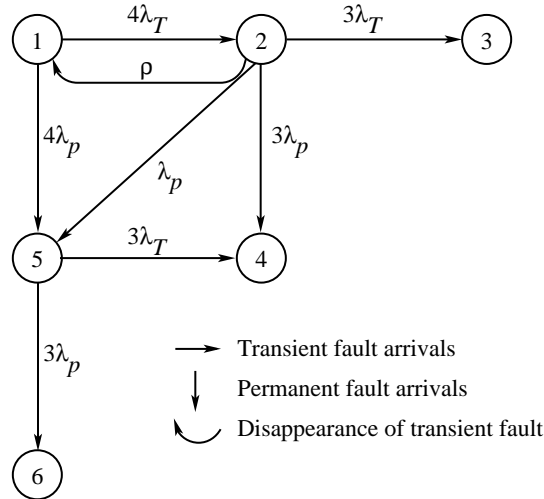 4λT 3λT
1 2 3
ρ
4λp λp 3λp
3λT
5 4
3λp
Transient fault arrivals
Permanent fault arrivals
Disappearance of transient fault
6